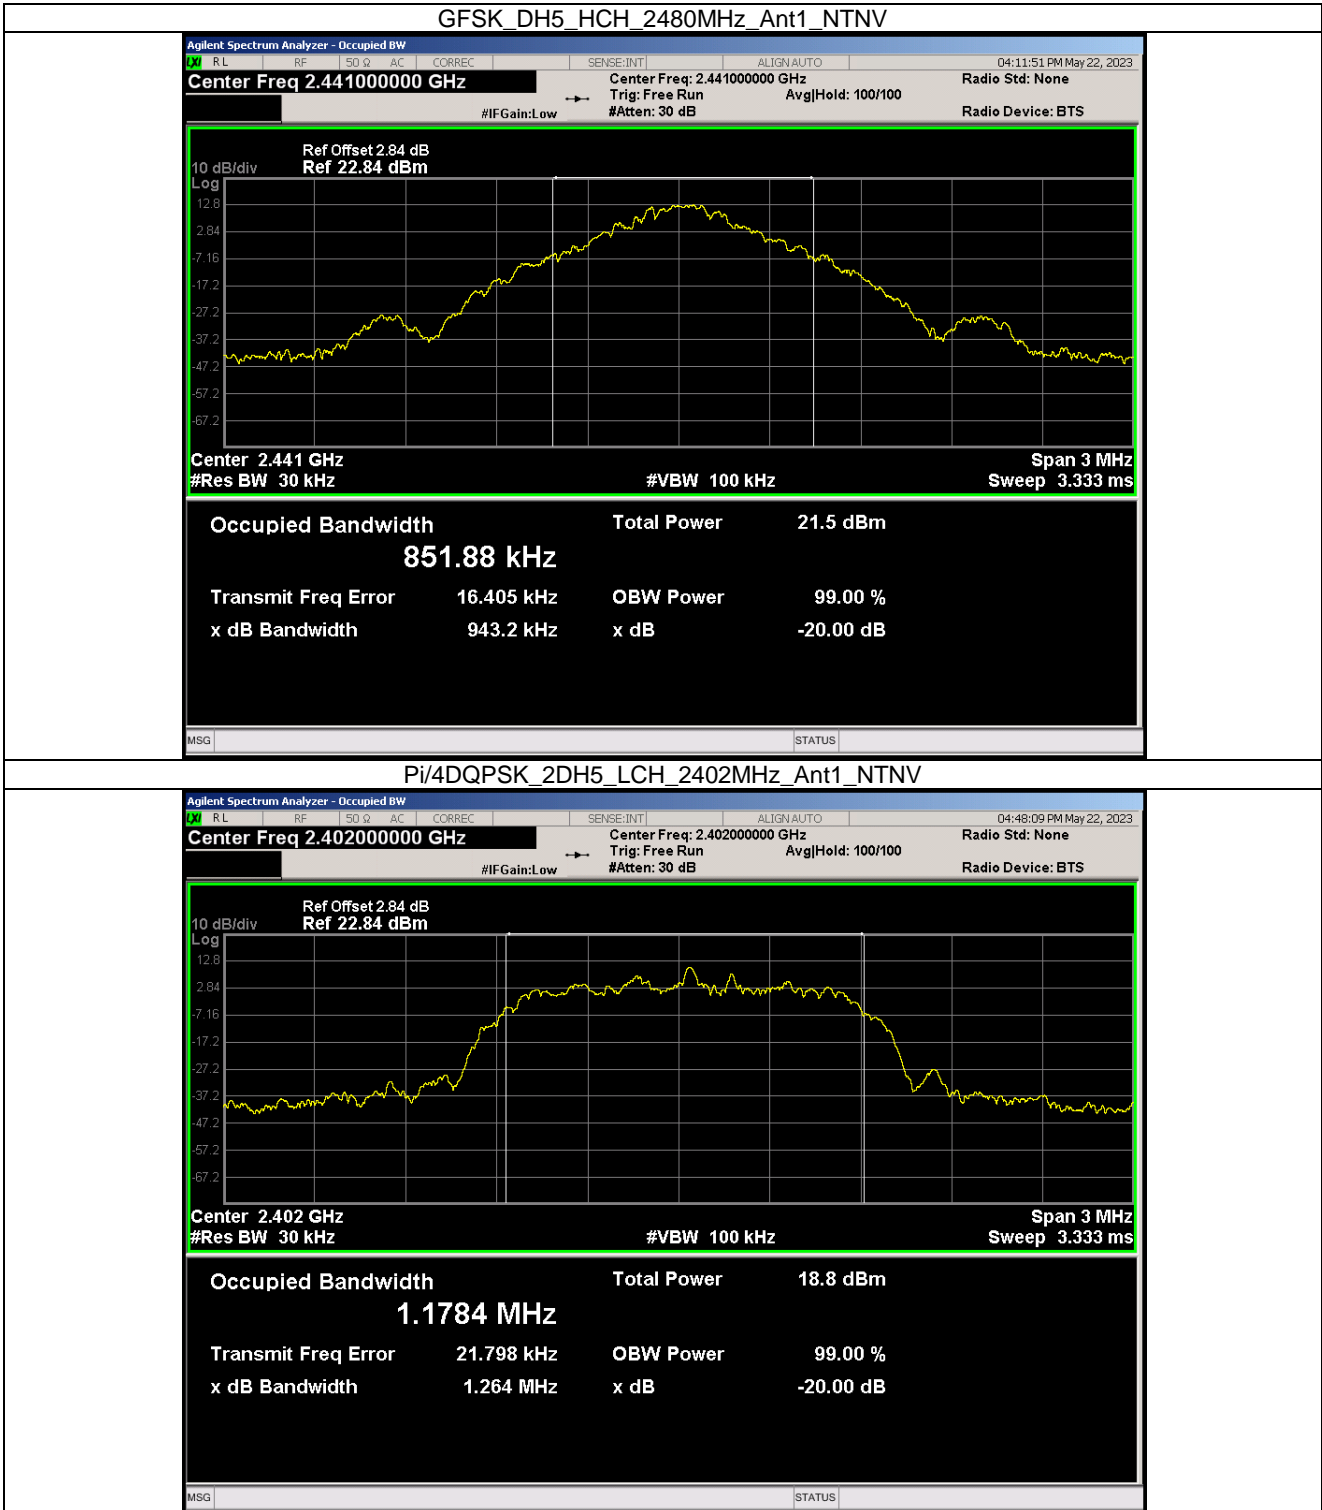 GFSK_DH5_HCH_2480MHz_Ant1_NTNV
Agilent Spectrum Analyzer - Occupied BW
LXI RL RF 50 Ω AC CORREC SENSE:INT ALIGN AUTO 04:11:51 PM May 22, 2023
Center Freq 2.441000000 GHz Center Freq: 2.441000000 GHz Radio Std: None
Trig: Free Run Avg|Hold: 100/100
#IFGain:Low #Atten: 30 dB Radio Device: BTS
Ref Offset 2.84 dB
10 dB/div Ref 22.84 dBm
Log
12.8
2.84
-7.16
-17.2
-27.2
-37.2
-47.2
-57.2
-67.2
Center 2.441 GHz Span 3 MHz
#Res BW 30 kHz #VBW 100 kHz Sweep 3.333 ms
Occupied Bandwidth Total Power 21.5 dBm
851.88 kHz
Transmit Freq Error 16.405 kHz OBW Power 99.00 %
x dB Bandwidth 943.2 kHz x dB -20.00 dB
MSG STATUS
Pi/4DQPSK_2DH5_LCH_2402MHz_Ant1_NTNV
Agilent Spectrum Analyzer - Occupied BW
LXI RL RF 50 Ω AC CORREC SENSE:INT ALIGN AUTO 04:48:09 PM May 22, 2023
Center Freq 2.402000000 GHz Center Freq: 2.402000000 GHz Radio Std: None
Trig: Free Run Avg|Hold: 100/100
#IFGain:Low #Atten: 30 dB Radio Device: BTS
Ref Offset 2.84 dB
10 dB/div Ref 22.84 dBm
Log
12.8
2.84
-7.16
-17.2
-27.2
-37.2
-47.2
-57.2
-67.2
Center 2.402 GHz Span 3 MHz
#Res BW 30 kHz #VBW 100 kHz Sweep 3.333 ms
Occupied Bandwidth Total Power 18.8 dBm
1.1784 MHz
Transmit Freq Error 21.798 kHz OBW Power 99.00 %
x dB Bandwidth 1.264 MHz x dB -20.00 dB
MSG STATUS